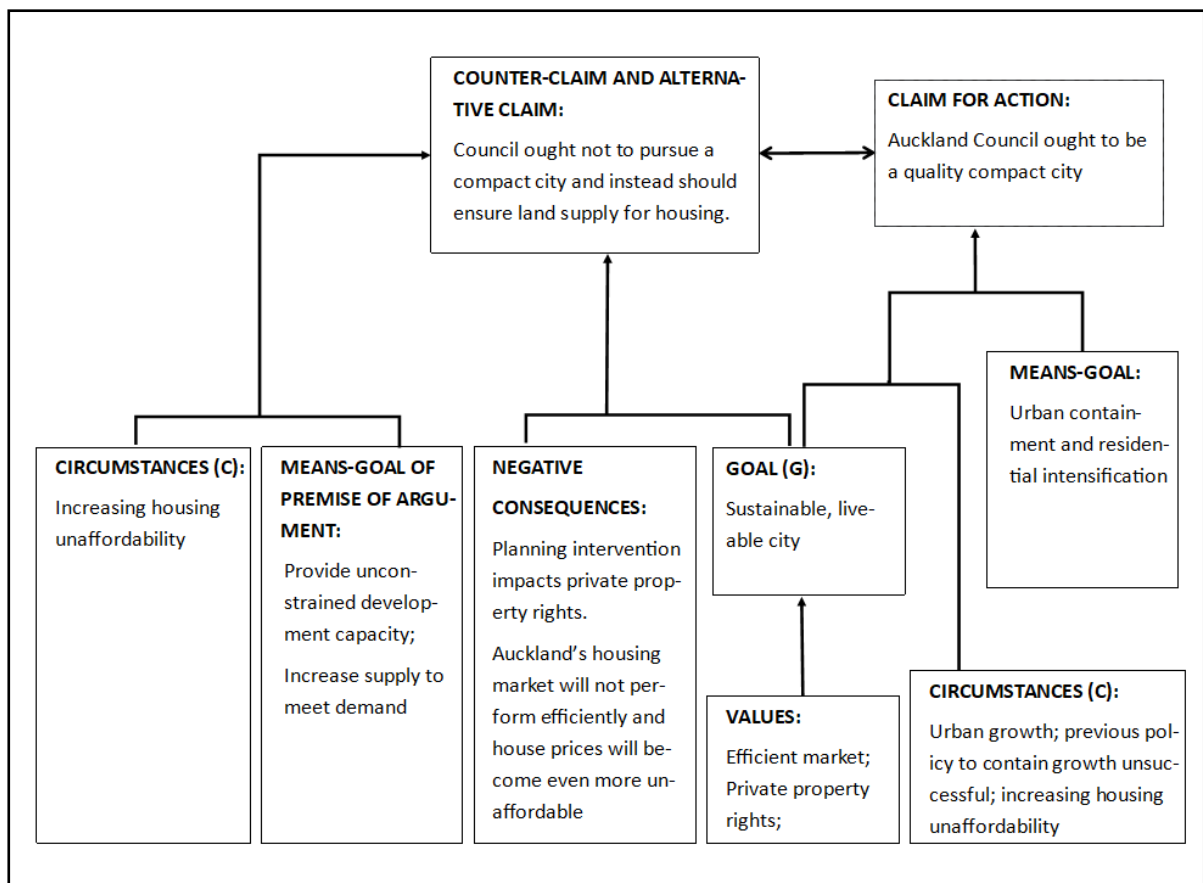 COUNTER-CLAIM AND ALTERNA-
TIVE CLAIM:
Council ought not to pursue a
compact city and instead should
ensure land supply for housing.
CLAIM FOR ACTION:
Auckland Council ought to be
a quality compact city
MEANS-GOAL:
Urban contain-
ment and residen-
tial intensification
CIRCUMSTANCES (C):
Increasing housing
unaffordability
MEANS-GOAL OF
PREMISE OF ARGU-
MENT:
Provide uncon-
strained develop-
ment capacity;
Increase supply to
meet demand
NEGATIVE
CONSEQUENCES:
Planning intervention
impacts private prop-
erty rights.
Auckland’s housing
market will not per-
form efficiently and
house prices will be-
come even more un-
affordable
GOAL (G):
Sustainable, live-
able city
VALUES:
Efficient market;
Private property
rights;
CIRCUMSTANCES (C):
Urban growth; previous pol-
icy to contain growth unsuc-
cessful; increasing housing
unaffordability